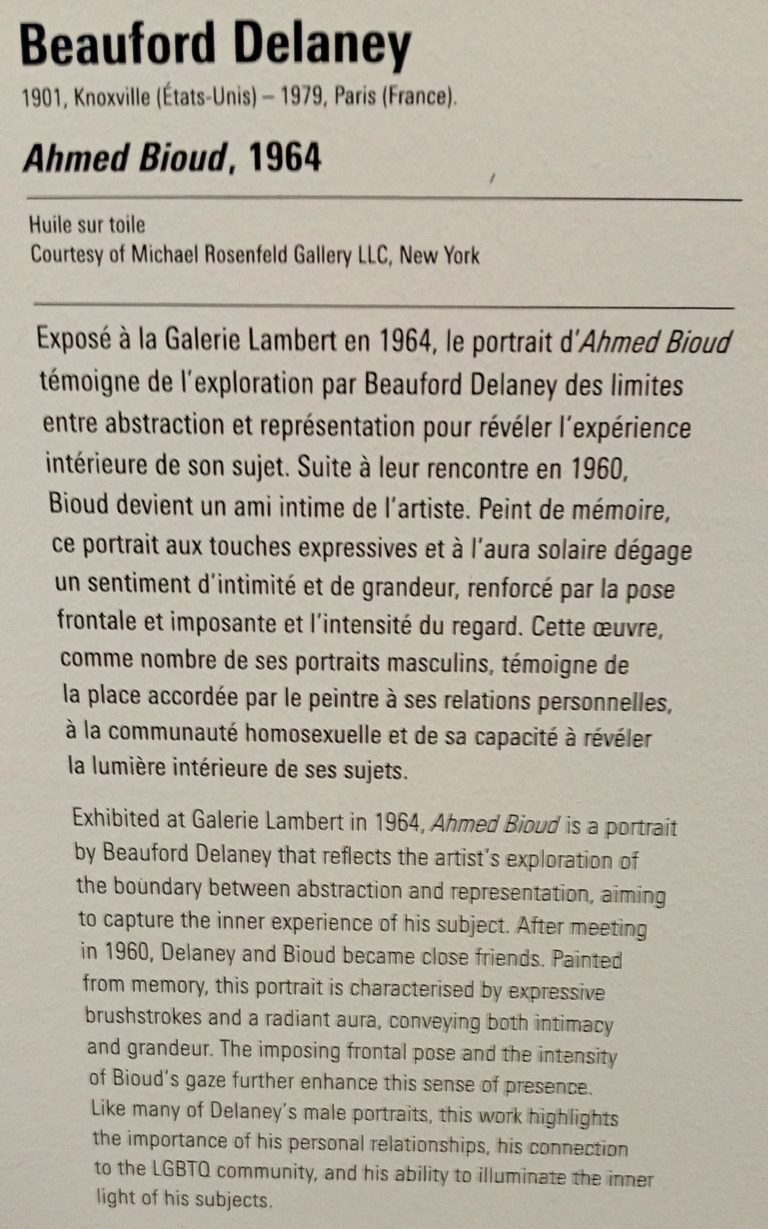 Beauford Delaney
1901, Knoxville (États-Unis) – 1979, Paris (France).
Ahmed Bioud, 1964
Huile sur toile
Courtesy of Michael Rosenfeld Gallery LLC, New York
Exposé à la Galerie Lambert en 1964, le portrait d'Ahmed Bioud
témoigne de l'exploration par Beauford Delaney des limites
entre abstraction et représentation pour révéler l'expérience
intérieure de son sujet. Suite à leur rencontre en 1960,
Bioud devient un ami intime de l'artiste. Peint de mémoire,
ce portrait aux touches expressives et à l'aura solaire dégage
un sentiment d'intimité et de grandeur, renforcé par la pose
frontale et imposante et l'intensité du regard. Cette œuvre,
comme nombre de ses portraits masculins, témoigne de
la place accordée par le peintre à ses relations personnelles,
à la communauté homosexuelle et de sa capacité à révéler
la lumière intérieure de ses sujets.
Exhibited at Galerie Lambert in 1964, Ahmed Bioud is a portrait
by Beauford Delaney that reflects the artist's exploration of
the boundary between abstraction and representation, aiming
to capture the inner experience of his subject. After meeting
in 1960, Delaney and Bioud became close friends. Painted
from memory, this portrait is characterised by expressive
brushstrokes and a radiant aura, conveying both intimacy
and grandeur. The imposing frontal pose and the intensity
of Bioud's gaze further enhance this sense of presence.
Like many of Delaney's male portraits, this work highlights
the importance of his personal relationships, his connection
to the LGBTQ community, and his ability to illuminate the inner
light of his subjects.